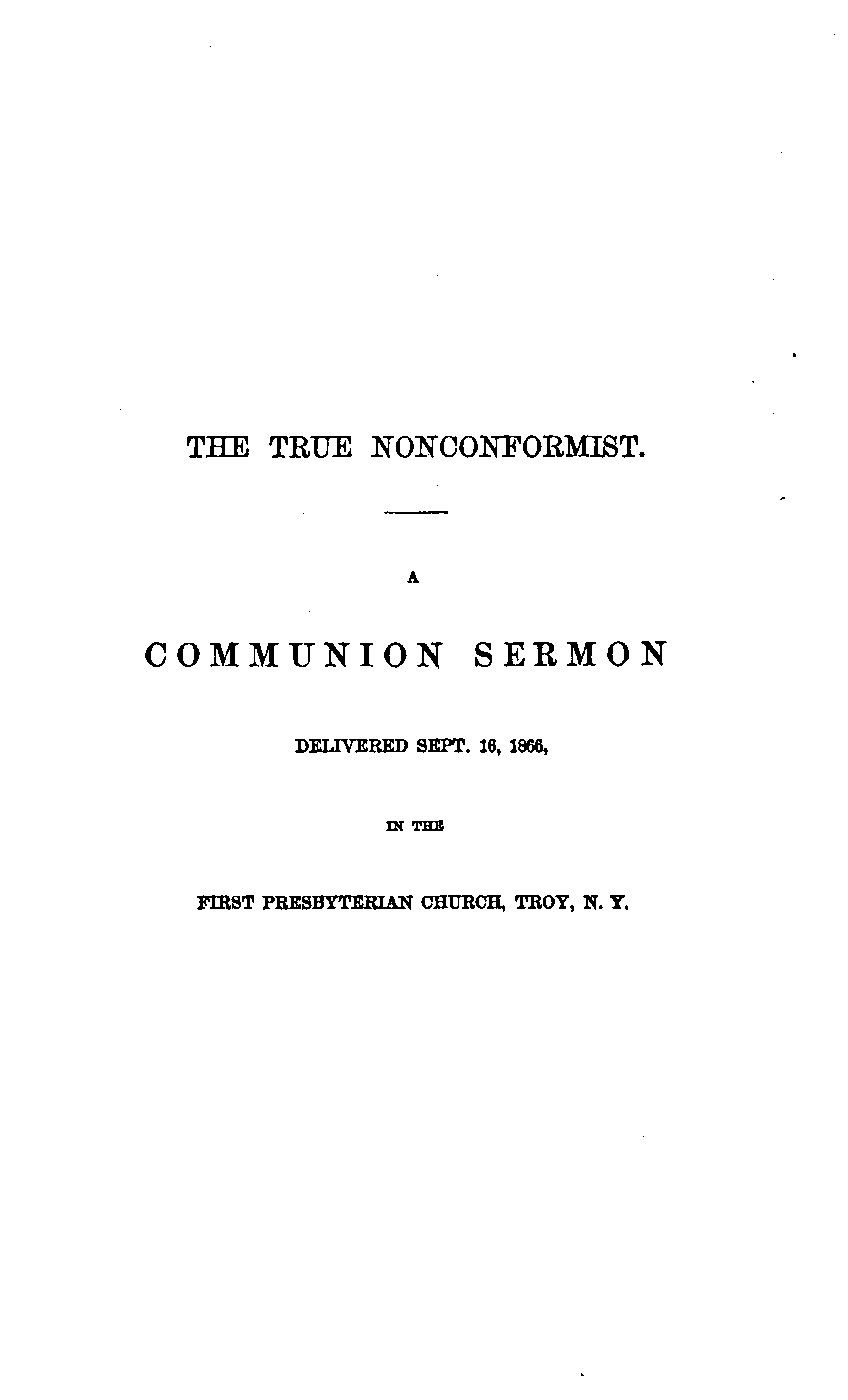 THE TRUE NONCONFORMIST.
A
COMMUNION SERMON
DELIVERED SEPT. 16, 1866,
IN THE
FIRST PRESBYTERIAN CHURCH, TROY, N. Y.